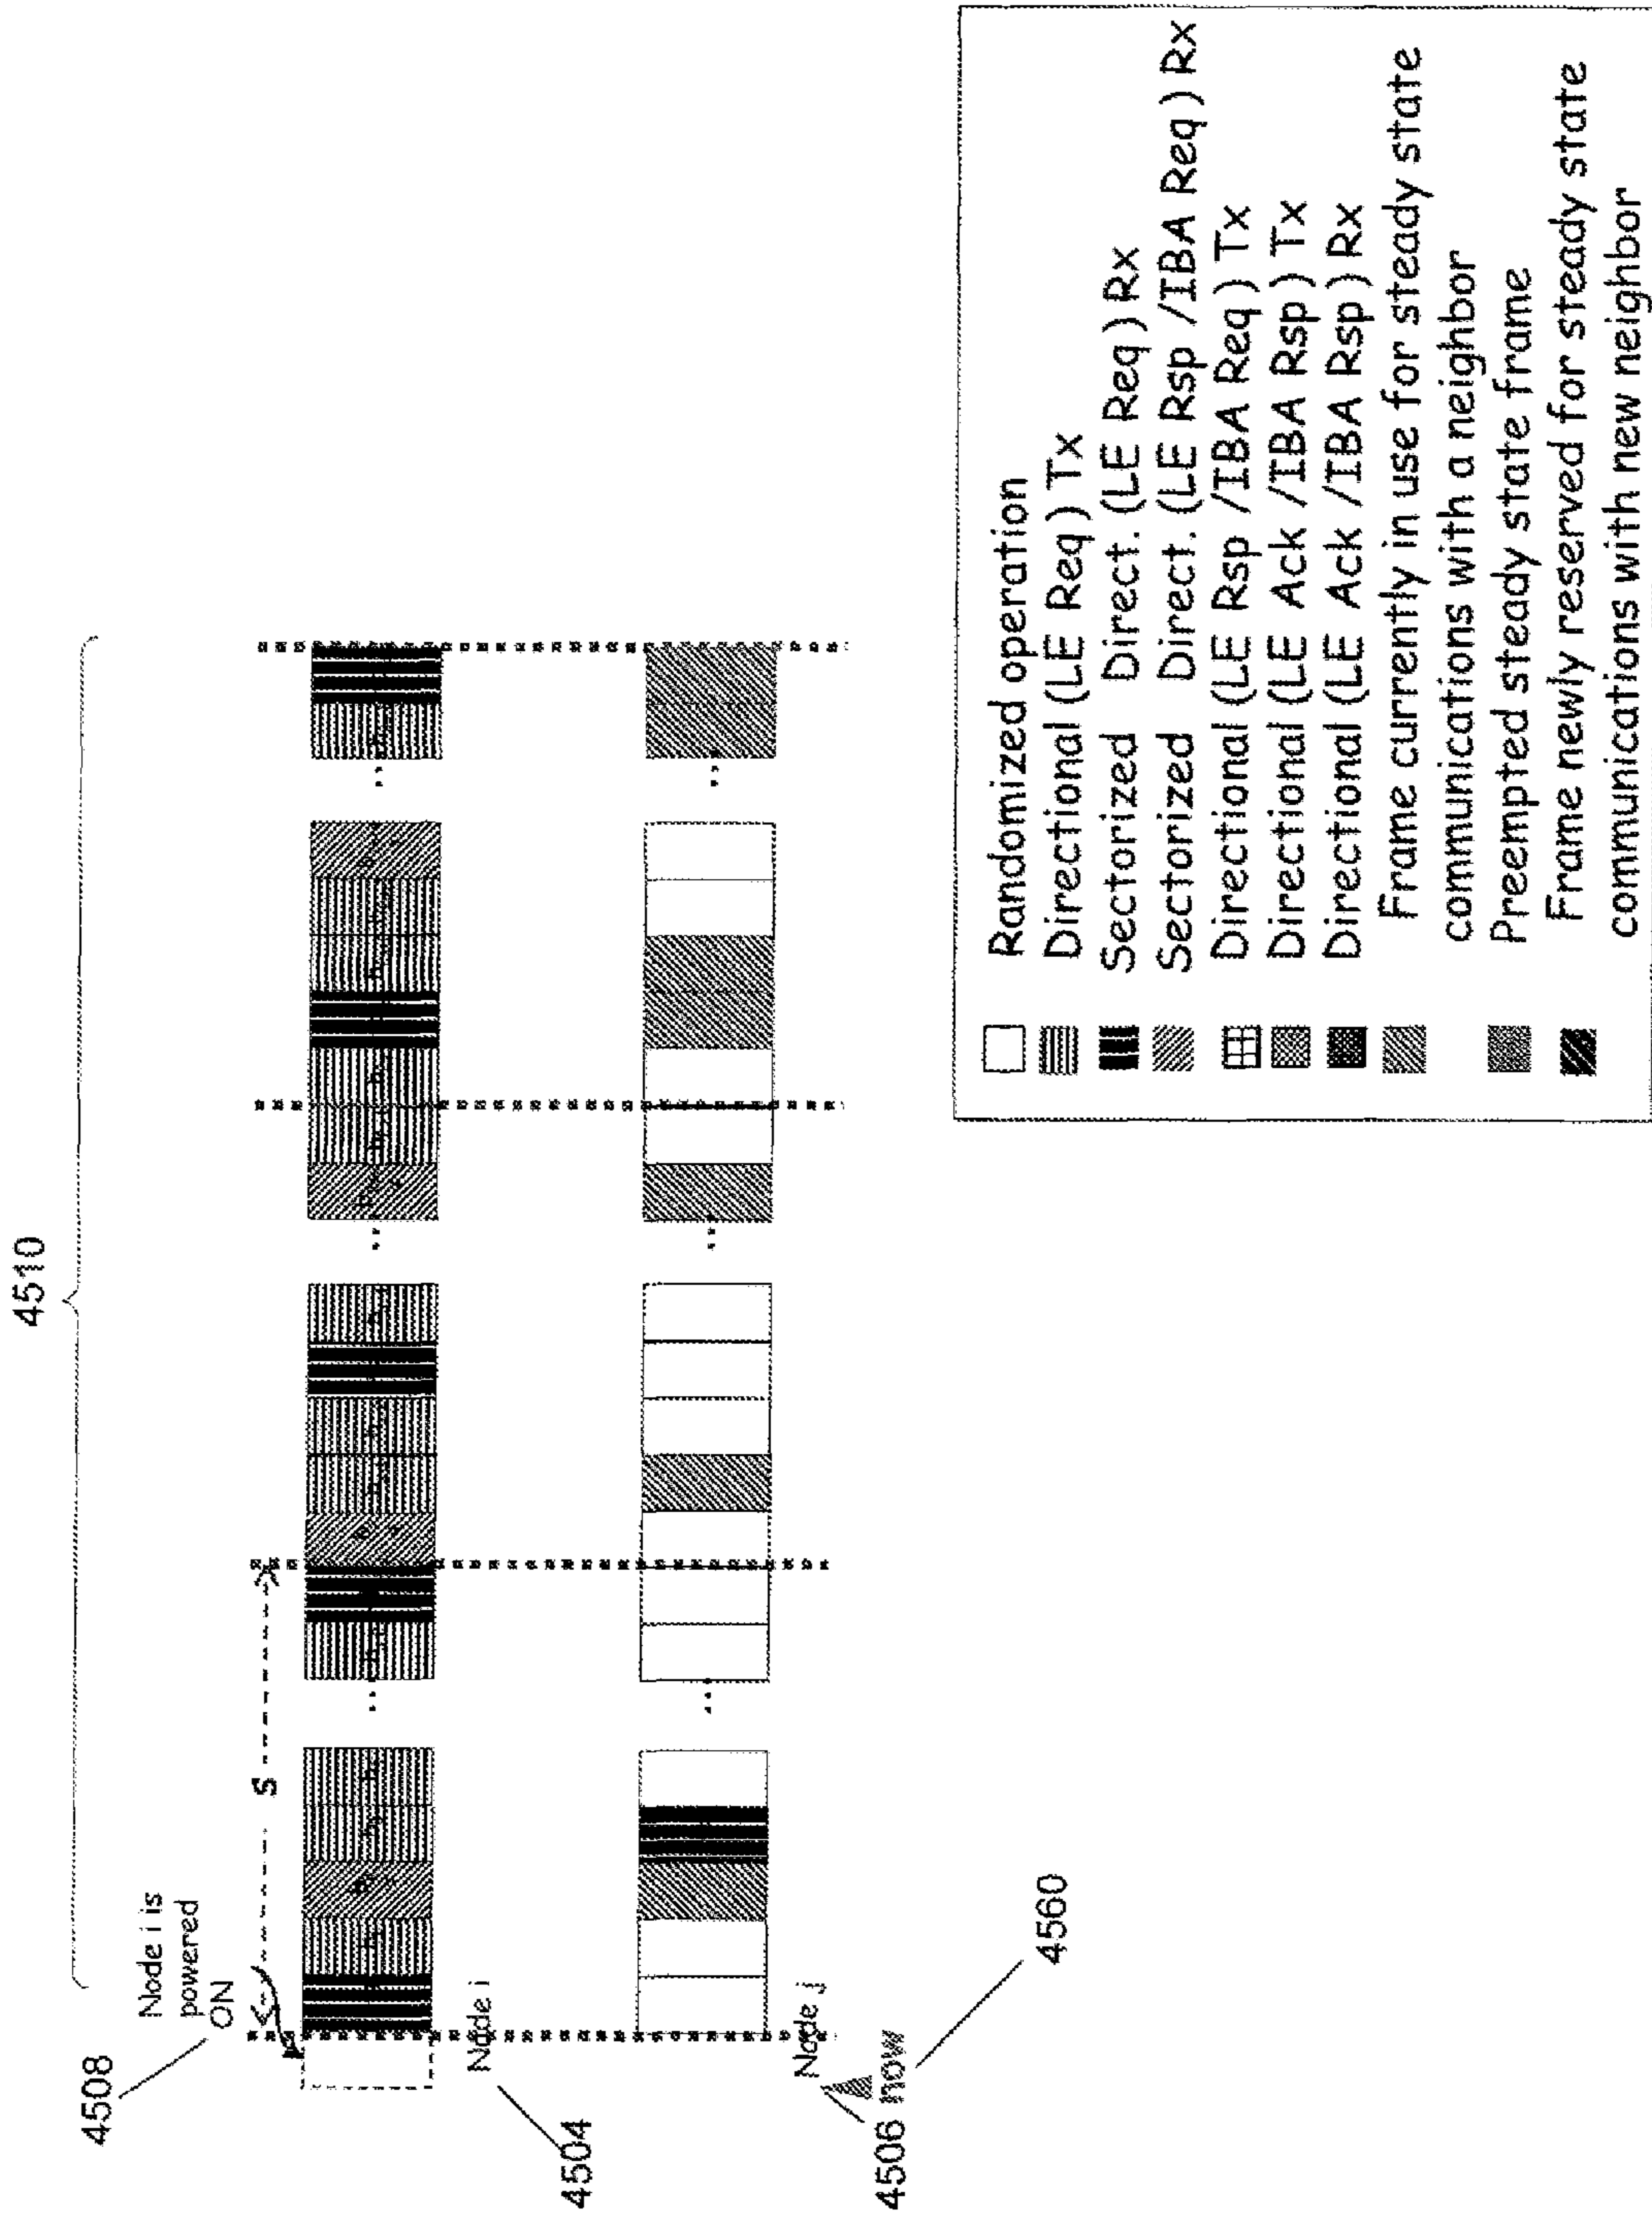 4510
4508
Node i is
powered
ON
S
...
...
...
Node i
4504
...
...
...
Node j
4506
now
4560
Randomized operation
Directional (LE Req) Tx
Sectorized Direct. (LE Req) Rx
Sectorized Direct. (LE Rsp /IBA Req) Rx
Directional (LE Rsp /IBA Req) Tx
Directional (LE Ack /IBA Rsp) Tx
Directional (LE Ack /IBA Rsp) Rx
Frame currently in use for steady state
communications with a neighbor
Preempted steady state frame
Frame newly reserved for steady state
communications with new neighbor